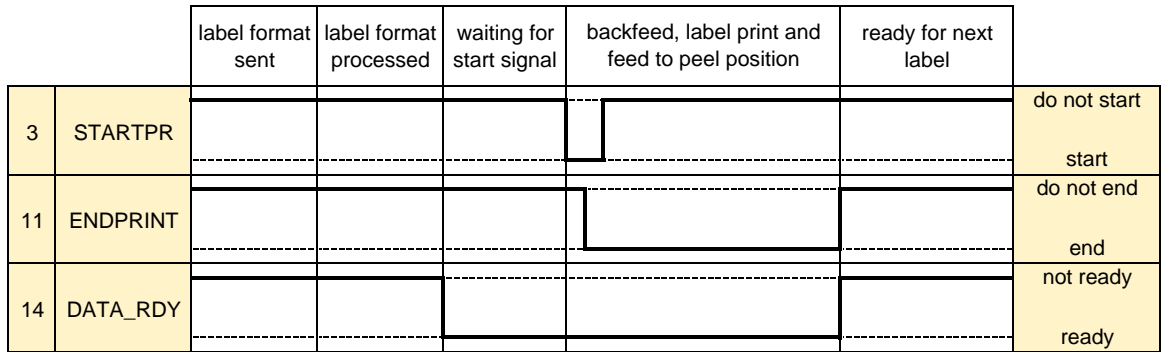 label format
sent
label format
processed
waiting for
start signal
backfeed, label print and
feed to peel position
ready for next
label
3
STARTPR
do not start
start
11
ENDPRINT
do not end
end
14
DATA_RDY
not ready
ready